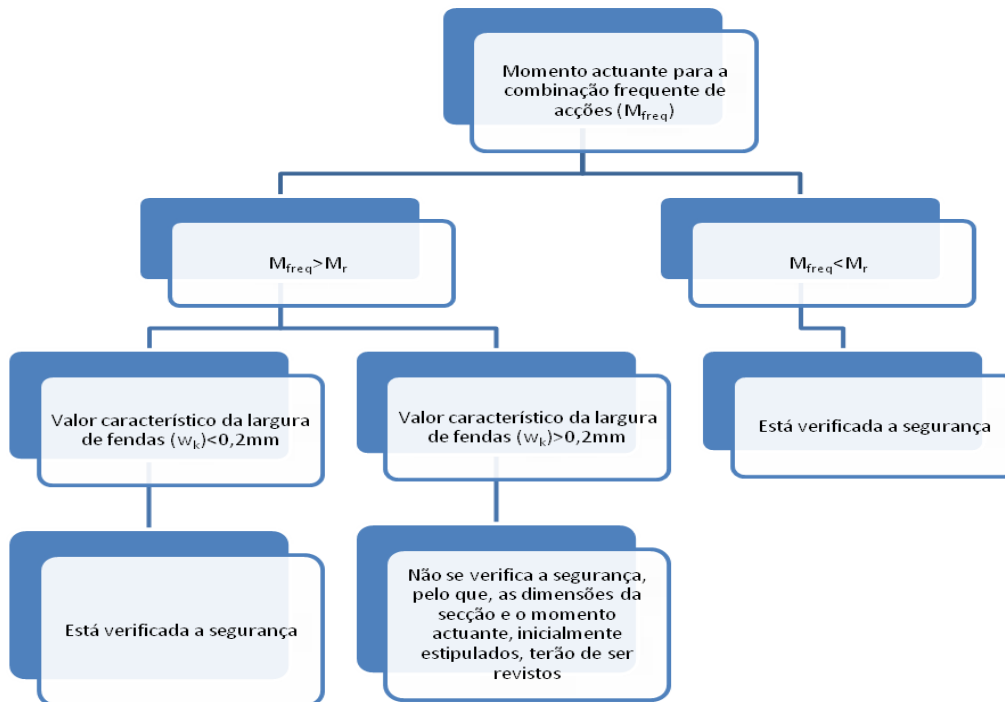 Momento actuante para a
combinação frequente de
acções (Mfreq)
Mfreq>Mr
Mfreq<Mr
Valor característico da largura
de fendas (wk)<0,2mm
Valor característico da largura
de fendas (wk)>0,2mm
Está verificada a segurança
Está verificada a segurança
Não se verifica a segurança,
pelo que, as dimensões da
secção e o momento
actuante, inicialmente
estipulados, terão de ser
revistos